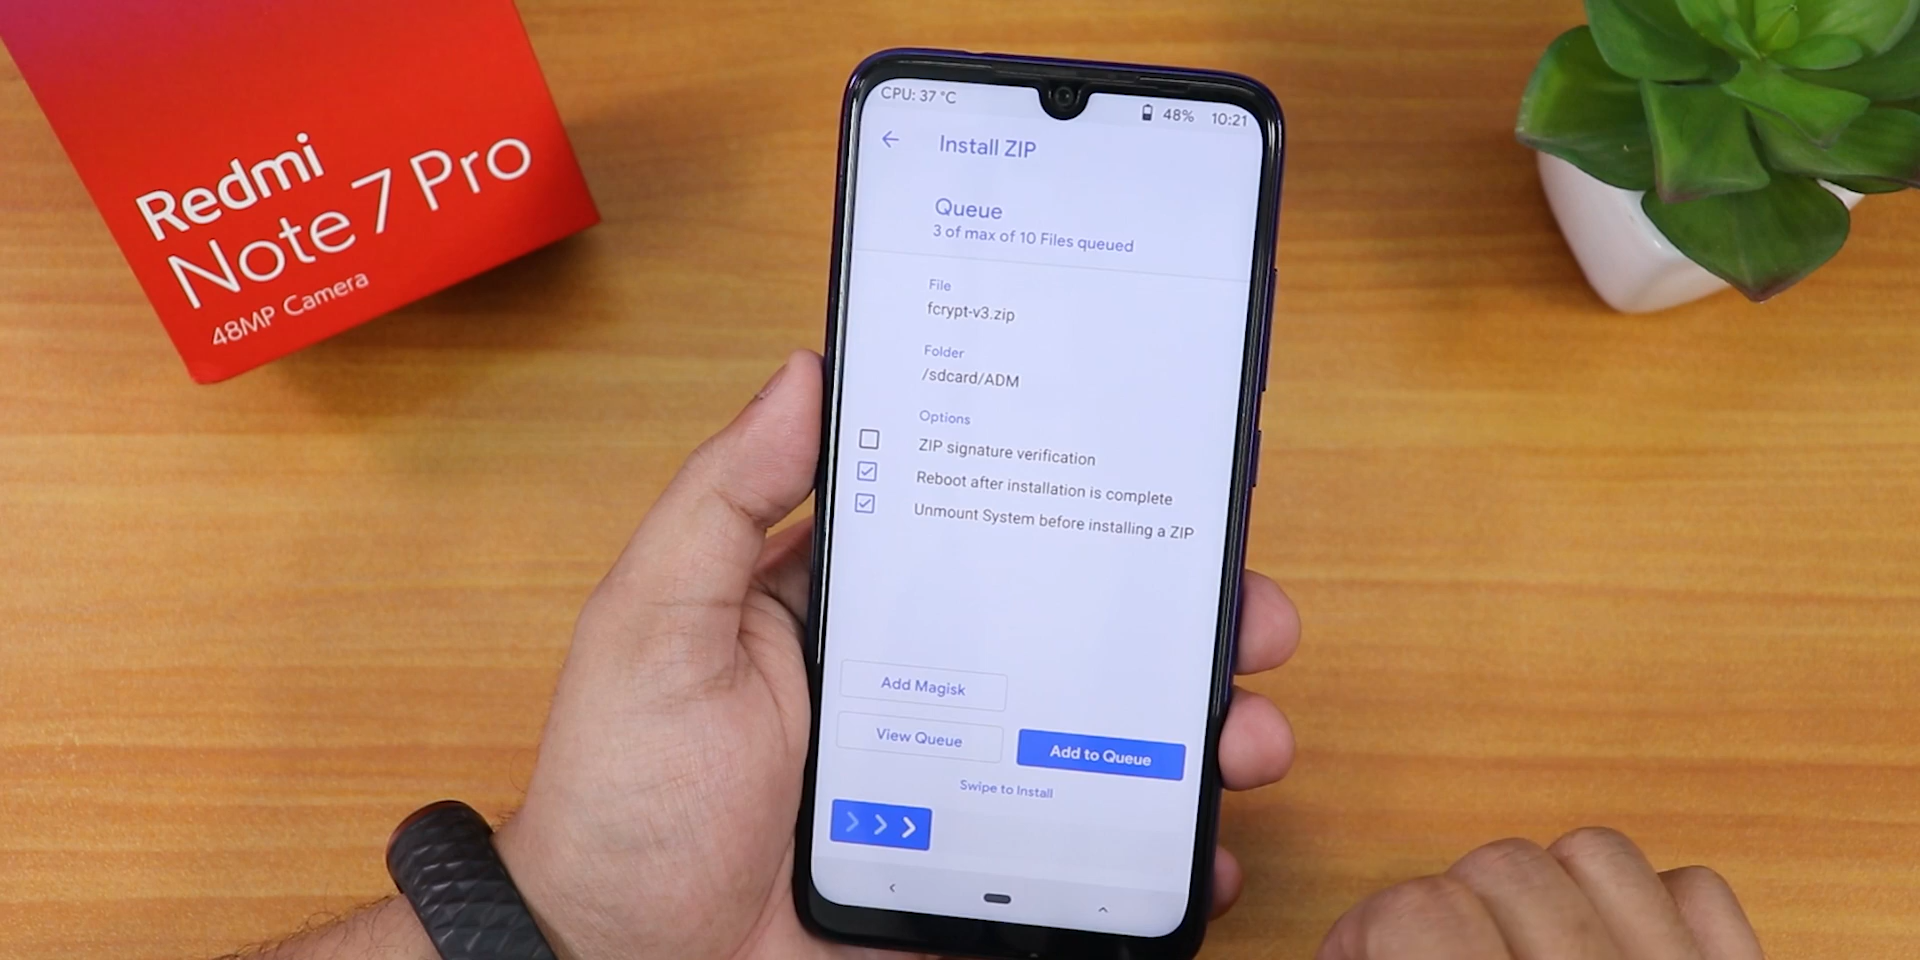 Redmi
Note 7 Pro
48MP Camera
CPU: 37 °C
48% 10:21
Install ZIP
Queue
3 of max of 10 Files queued
File
fcrypt-v3.zip
Folder
/sdcard/ADM
Options
ZIP signature verification
Reboot after installation is complete
Unmount System before installing a ZIP
Add Magisk
View Queue
Add to Queue
Swipe to Install